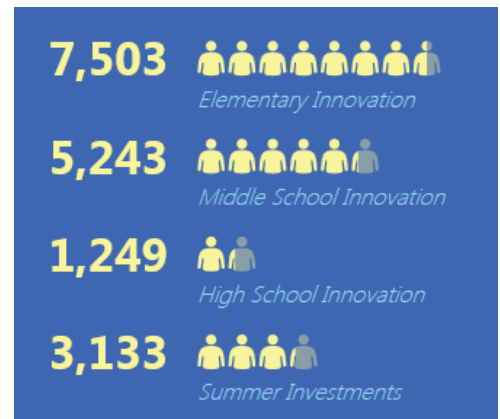 7,503
Elementary Innovation
5,243
Middle School Innovation
1,249
High School Innovation
3,133
Summer Investments